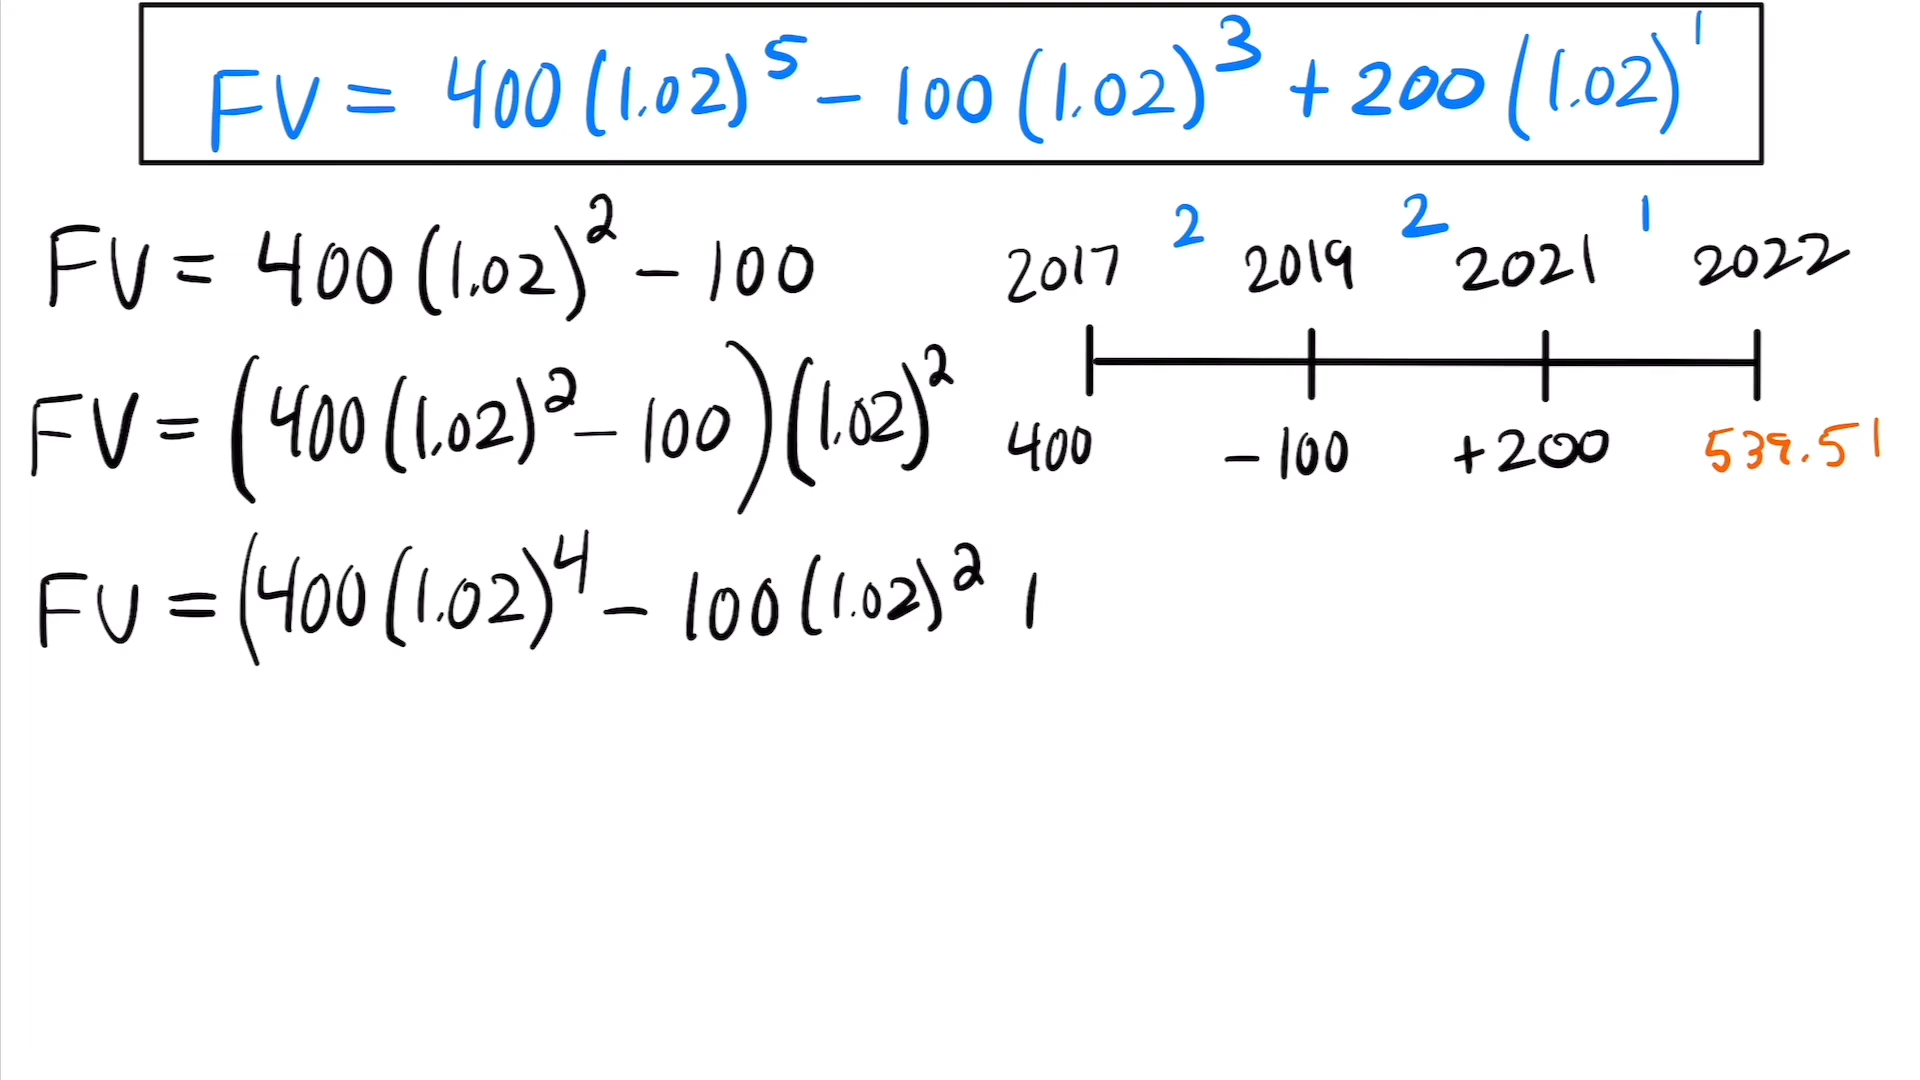 FV = 400(1.02)⁵ – 100(1.02)³ + 200(1.02)¹
FV = 400(1.02)² – 100
2 2 1
2017 2019 2021 2022
FV = (400(1.02)² – 100)(1.02)²
400 – 100 +200 539.51
FV = (400(1.02)⁴ – 100(1.02)² |